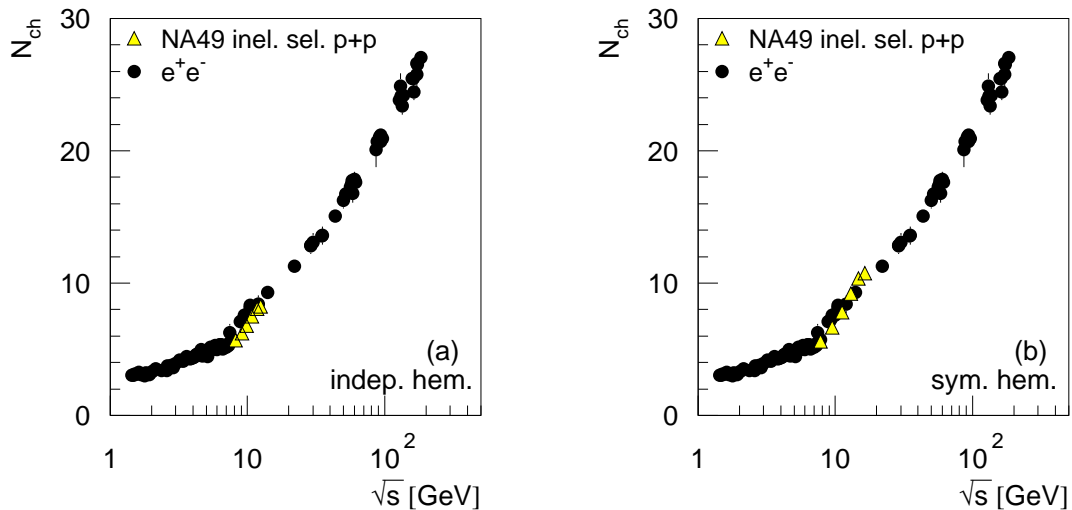 N_ch
30
20
10
0
NA49 inel. sel. p+p
e⁺e⁻
(a)
indep. hem.
1
10
10²
√s [GeV]
N_ch
30
20
10
0
NA49 inel. sel. p+p
e⁺e⁻
(b)
sym. hem.
1
10
10²
√s [GeV]